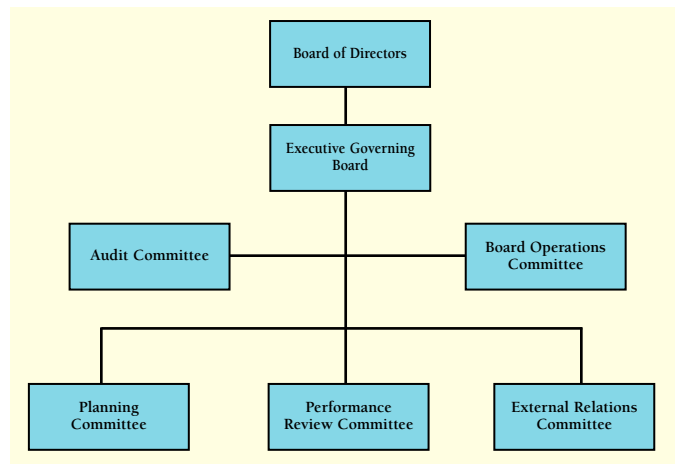 Board of Directors
Executive Governing
Board
Audit Committee
Board Operations
Committee
Planning
Committee
Performance
Review Committee
External Relations
Committee